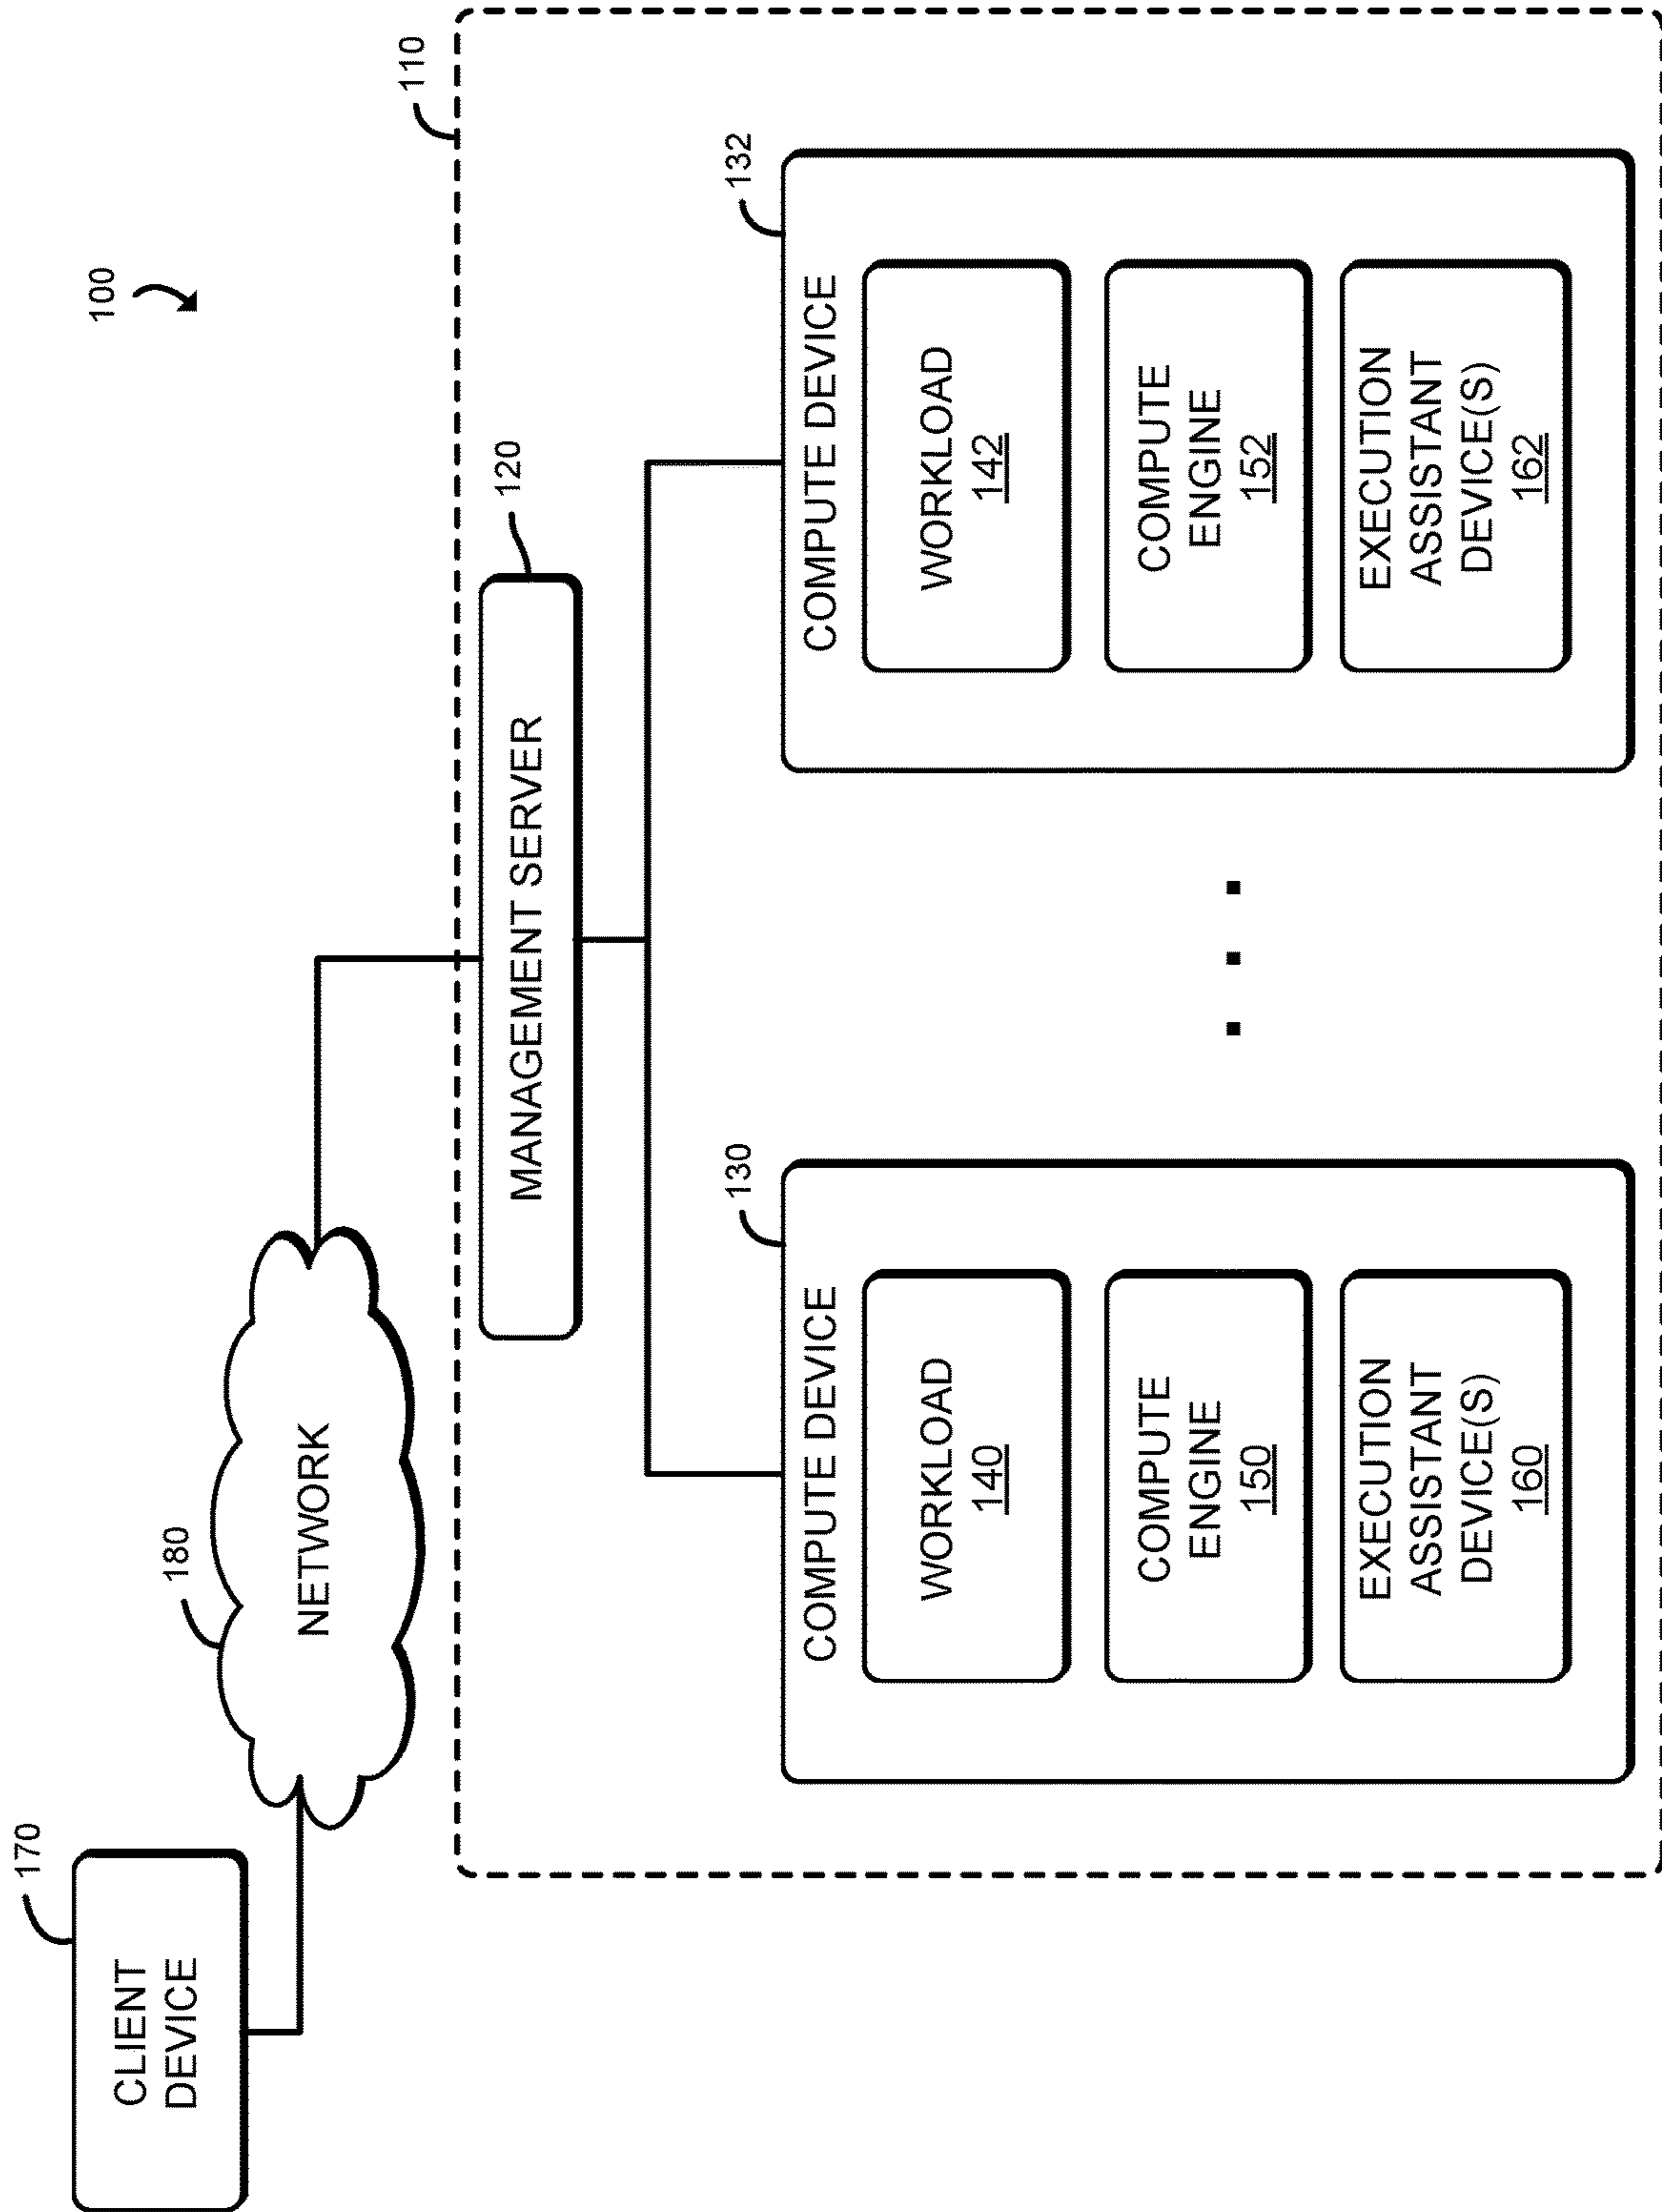 100
170
CLIENT
DEVICE
180
NETWORK
110
120
MANAGEMENT SERVER
130
COMPUTE DEVICE
WORKLOAD
140
COMPUTE
ENGINE
150
EXECUTION
ASSISTANT
DEVICE(S)
160
. . .
132
COMPUTE DEVICE
WORKLOAD
142
COMPUTE
ENGINE
152
EXECUTION
ASSISTANT
DEVICE(S)
162